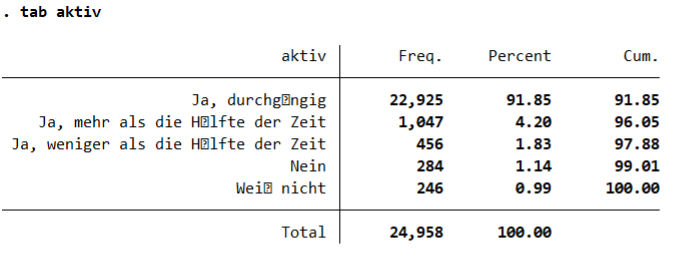 . tab aktiv
aktiv Freq. Percent Cum.
Ja, durchg�ngig 22,925 91.85 91.85
Ja, mehr als die H�lfte der Zeit 1,047 4.20 96.05
Ja, weniger als die H�lfte der Zeit 456 1.83 97.88
Nein 284 1.14 99.01
Wei� nicht 246 0.99 100.00
Total 24,958 100.00